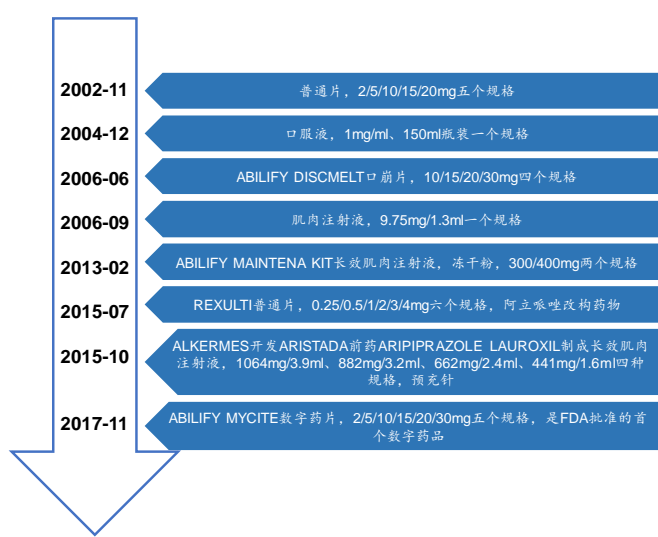 2002-11
普通片，2/5/10/15/20mg五个规格
2004-12
口服液，1mg/ml、150ml瓶装一个规格
2006-06
ABILIFY DISCMELT口崩片，10/15/20/30mg四个规格
2006-09
肌肉注射液，9.75mg/1.3ml一个规格
2013-02
ABILIFY MAINTENA KIT长效肌肉注射液，冻干粉，300/400mg两个规格
2015-07
REXULTI普通片，0.25/0.5/1/2/3/4mg六个规格，阿立哌唑改构药物
2015-10
ALKERMES开发ARISTADA前药ARIPIPRAZOLE LAUROXIL制成长效肌肉
注射液，1064mg/3.9ml、882mg/3.2ml、662mg/2.4ml、441mg/1.6ml四种
规格，预充针
2017-11
ABILIFY MYCITE数字药片，2/5/10/15/20/30mg五个规格，是FDA批准的首
个数字药品